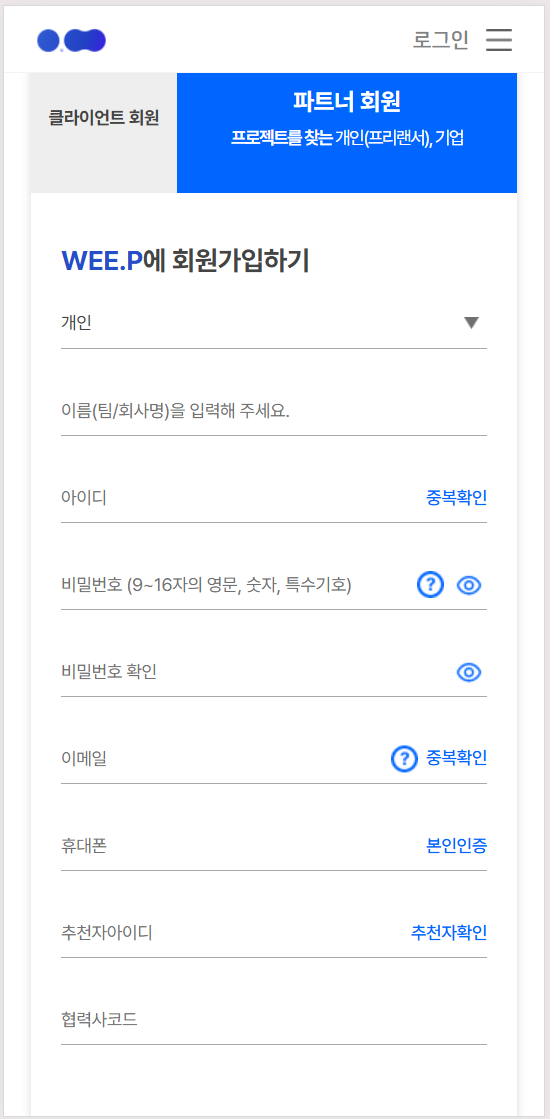 로그인
클라이언트 회원
파트너 회원
프로젝트를 찾는 개인(프리랜서), 기업
WEE.P에 회원가입하기
개인
이름(팀/회사명)을 입력해 주세요.
아이디 중복확인
비밀번호 (9~16자의 영문, 숫자, 특수기호) ?
비밀번호 확인
이메일 ? 중복확인
휴대폰 본인인증
추천자아이디 추천자확인
협력사코드